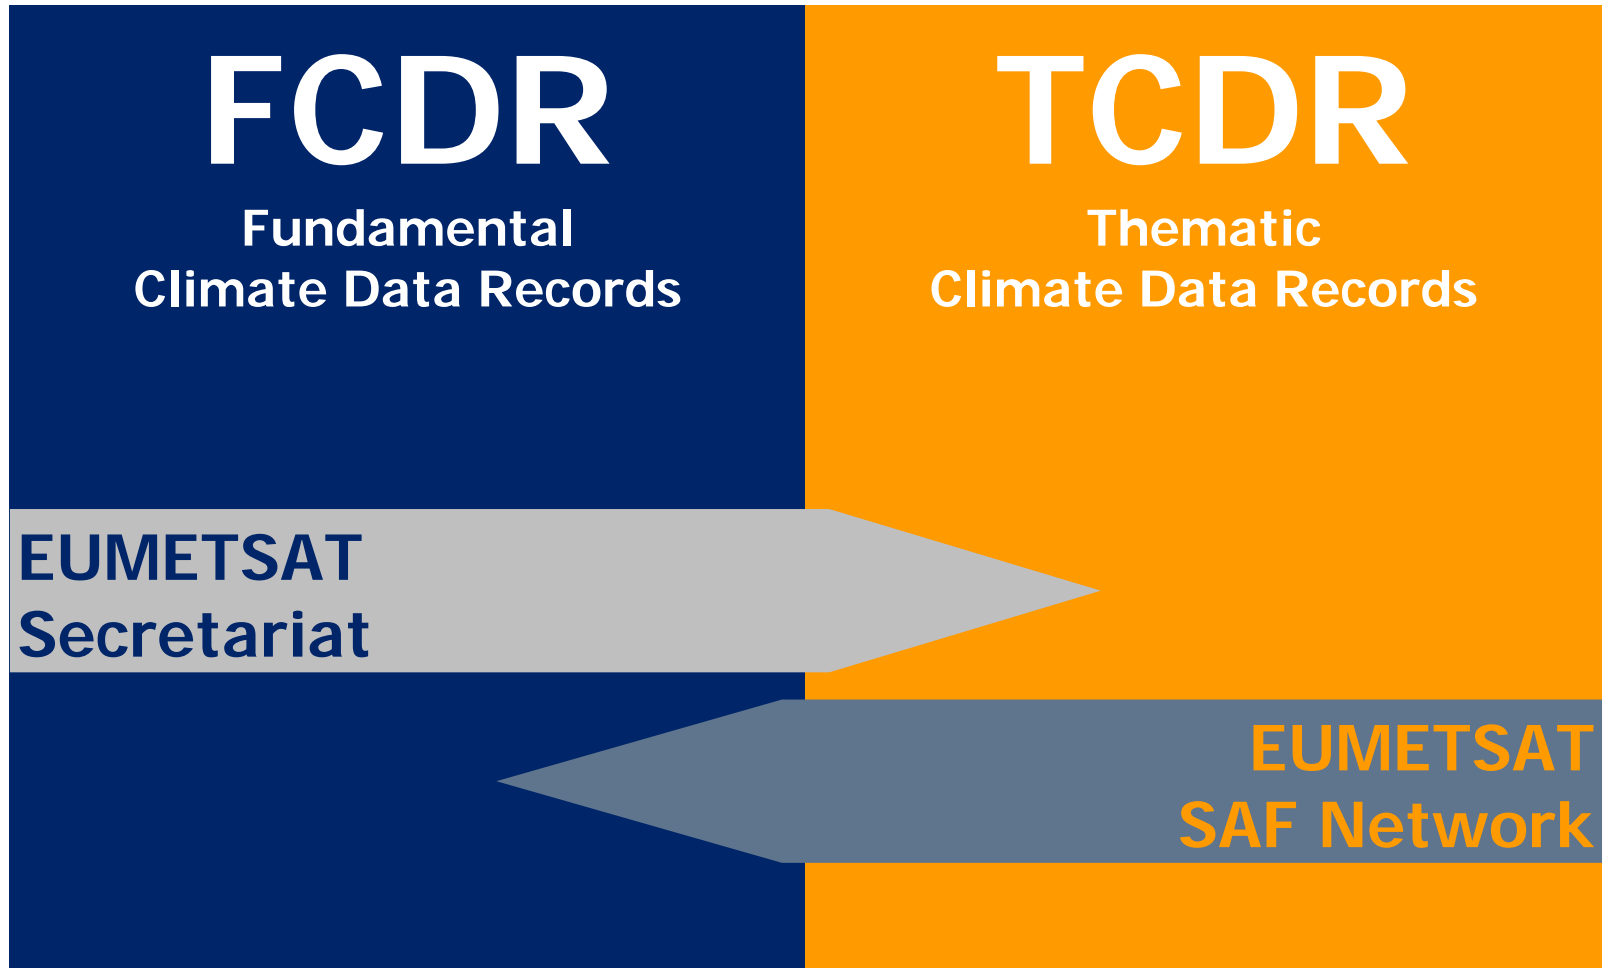 FCDR
Fundamental
Climate Data Records
TCDR
Thematic
Climate Data Records
EUMETSAT
Secretariat
EUMETSAT
SAF Network